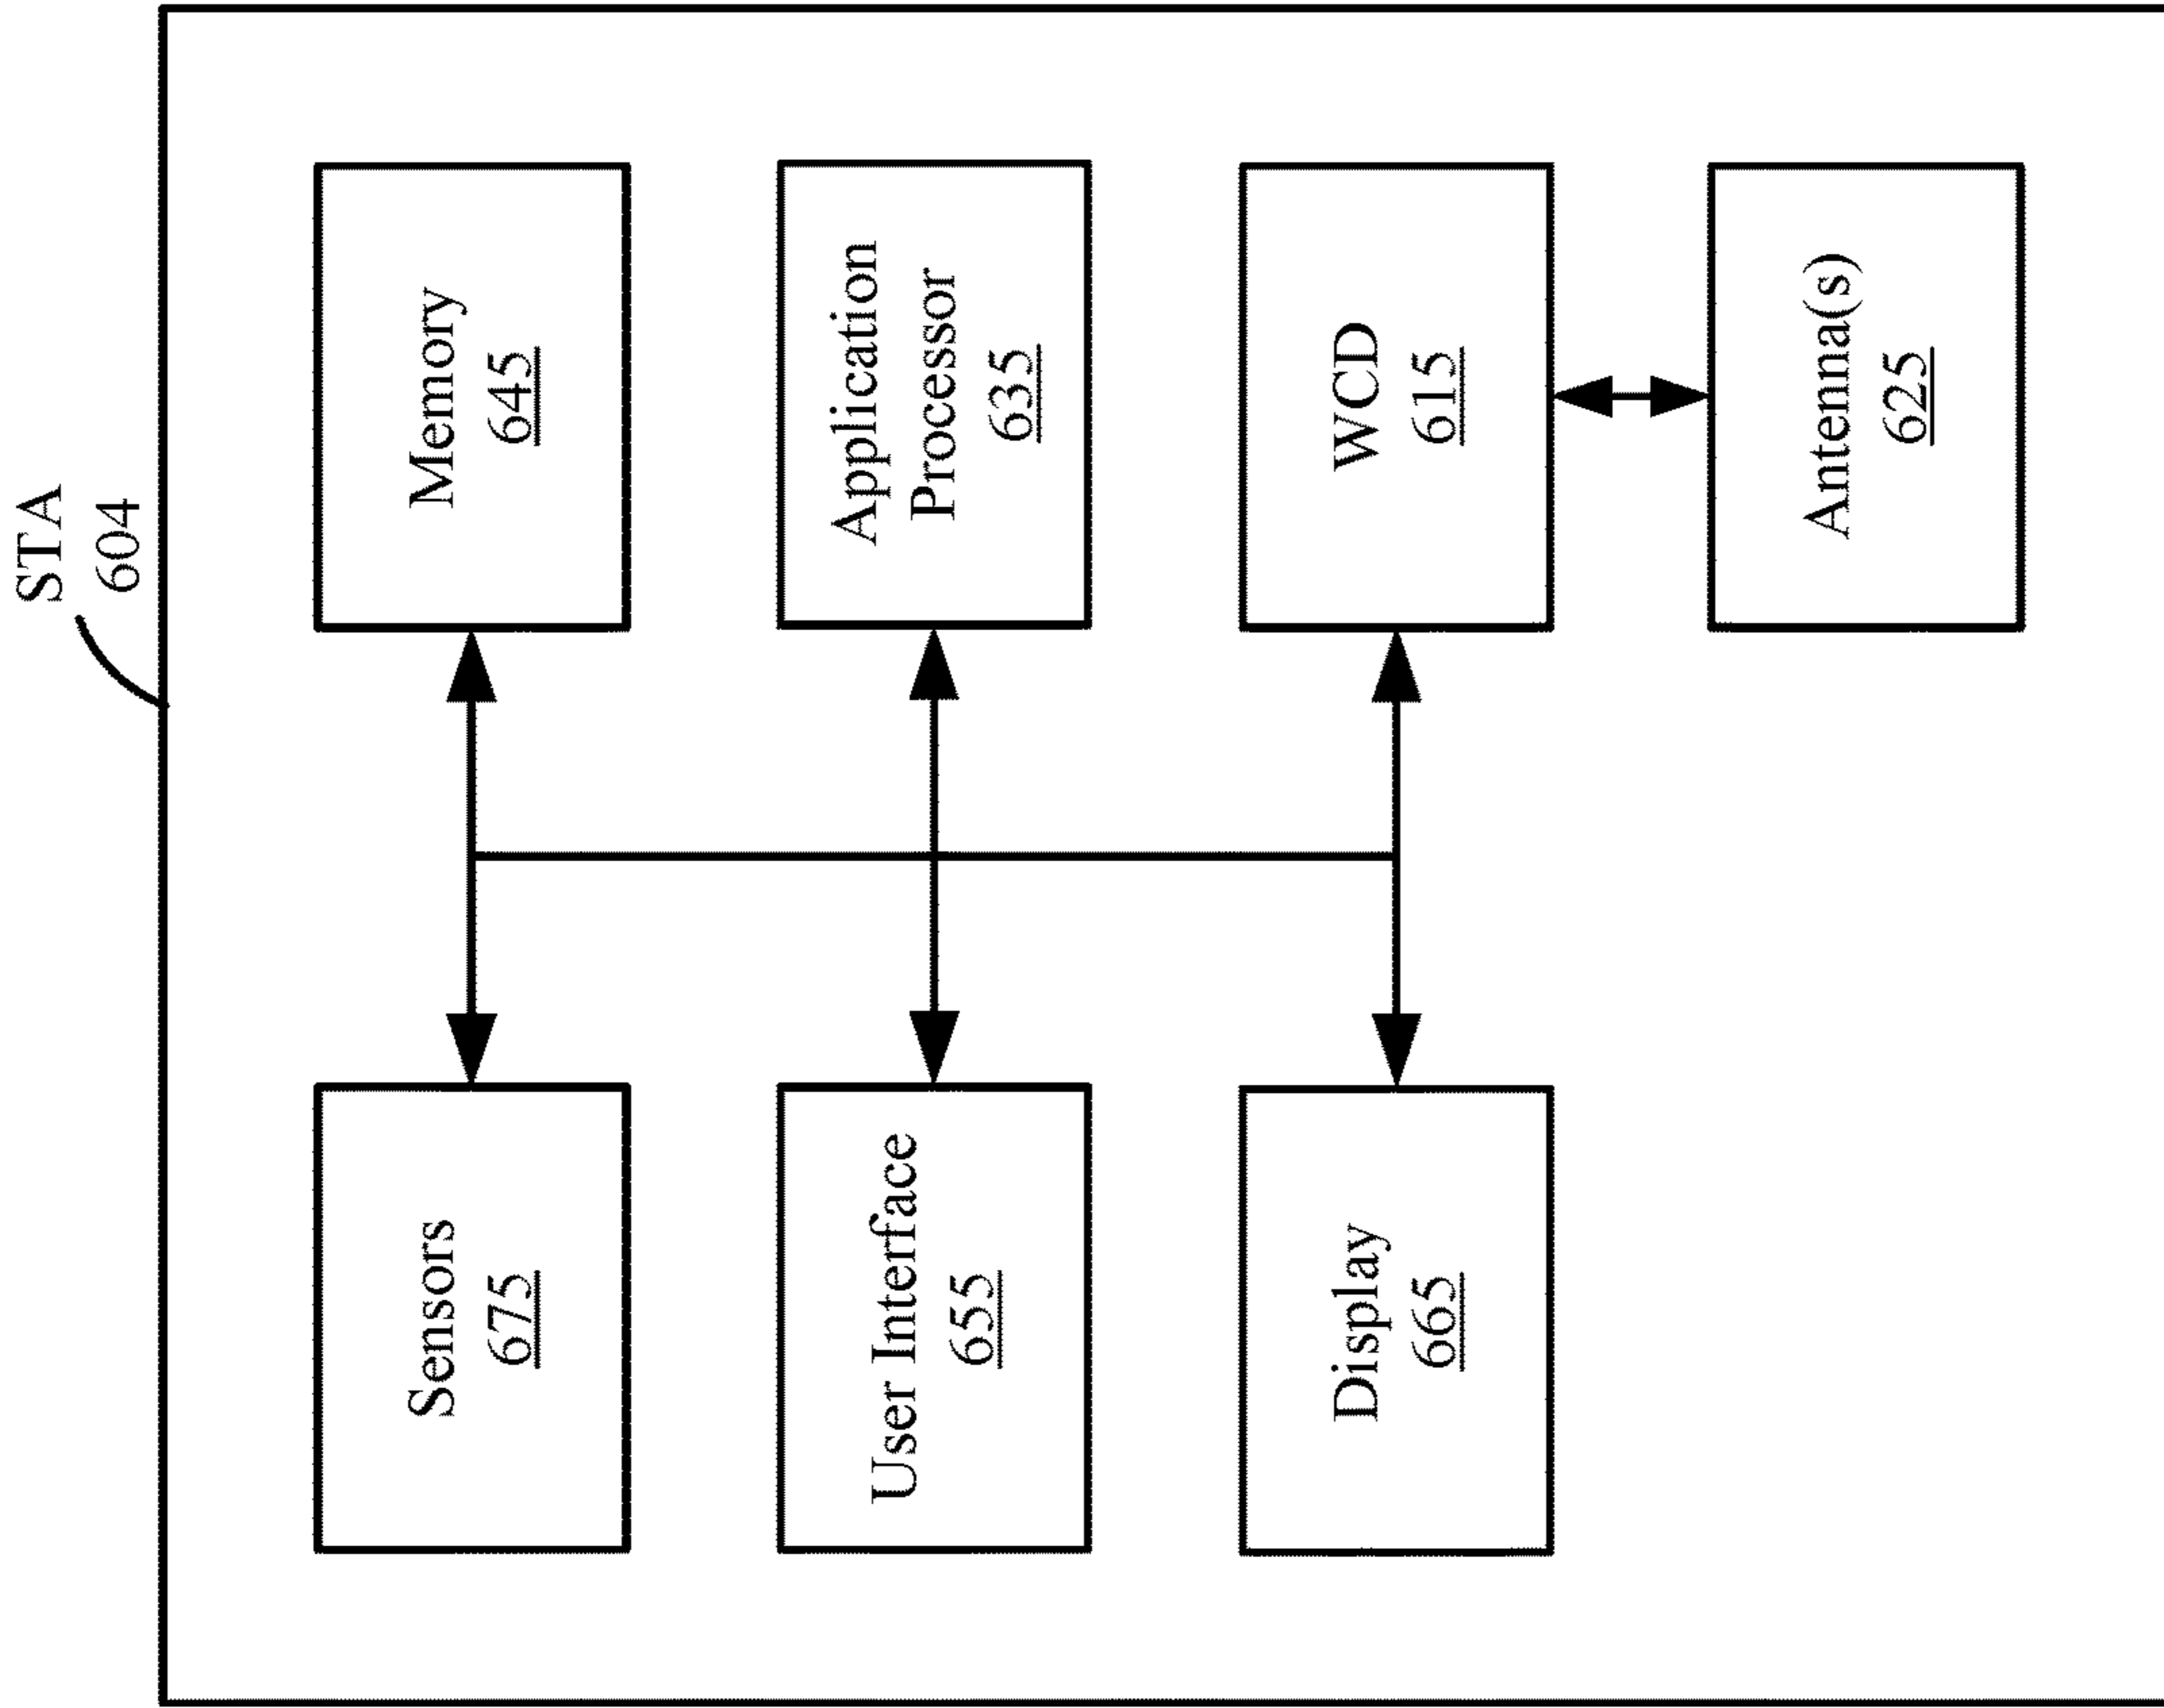 STA
604
Sensors
675
Memory
645
User Interface
655
Application
Processor
635
Display
665
WCD
615
Antenna(s)
625